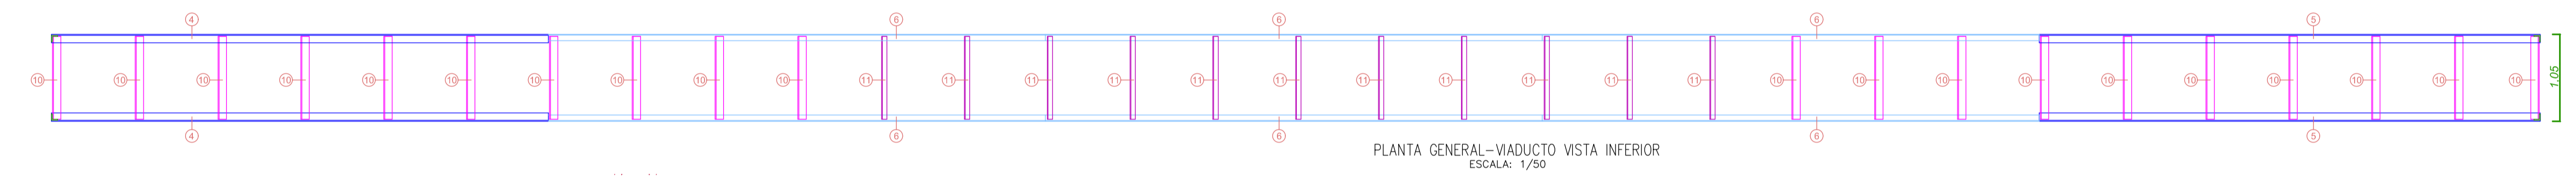 4 6 6 6 5
10 10 10 10 10 10 10 10 10 10 11 11 11 11 11 11 11 11 11 11 11 10 10 10 10 10 10 10 10 10 10 1.05
4 6 6 6 5
PLANTA GENERAL-VIADUCTO VISTA INFERIOR
ESCALA: 1/50